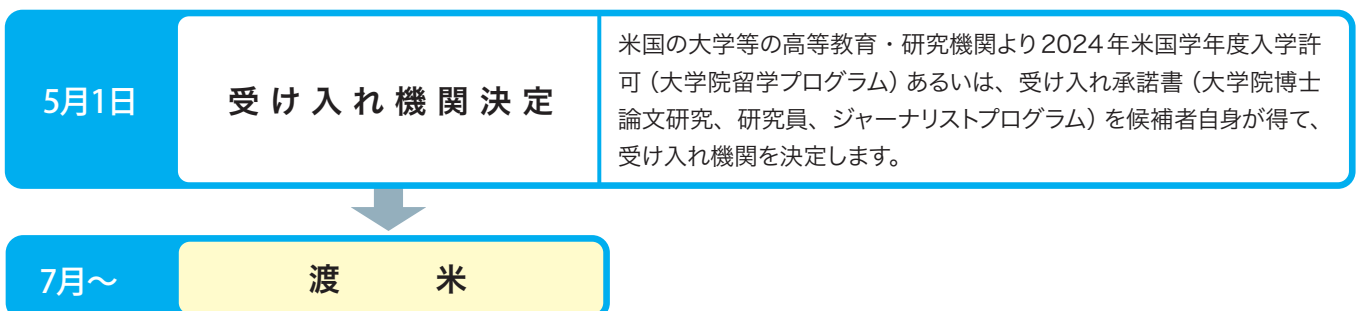 5月1日
受け入れ機関決定
米国の大学等の高等教育・研究機関より2024年米国学年度入学許
可（大学院留学プログラム）あるいは、受け入れ承諾書（大学院博士
論文研究、研究員、ジャーナリストプログラム）を候補者自身が得て、
受け入れ機関を決定します。
7月～
渡　米